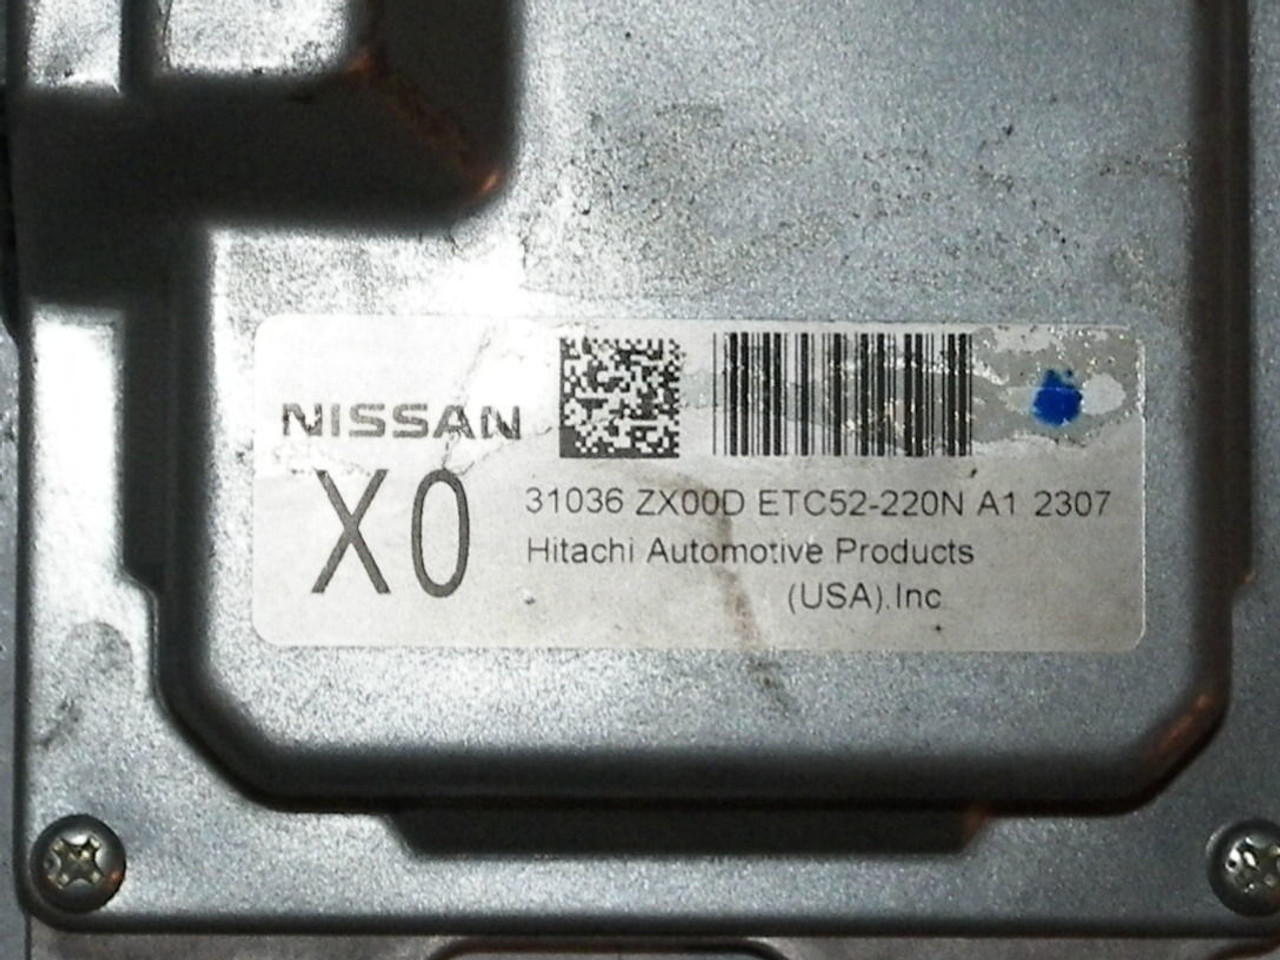 NISSAN
X0
31036 ZX00D ETC52-220N A1 2307
Hitachi Automotive Products
(USA).Inc